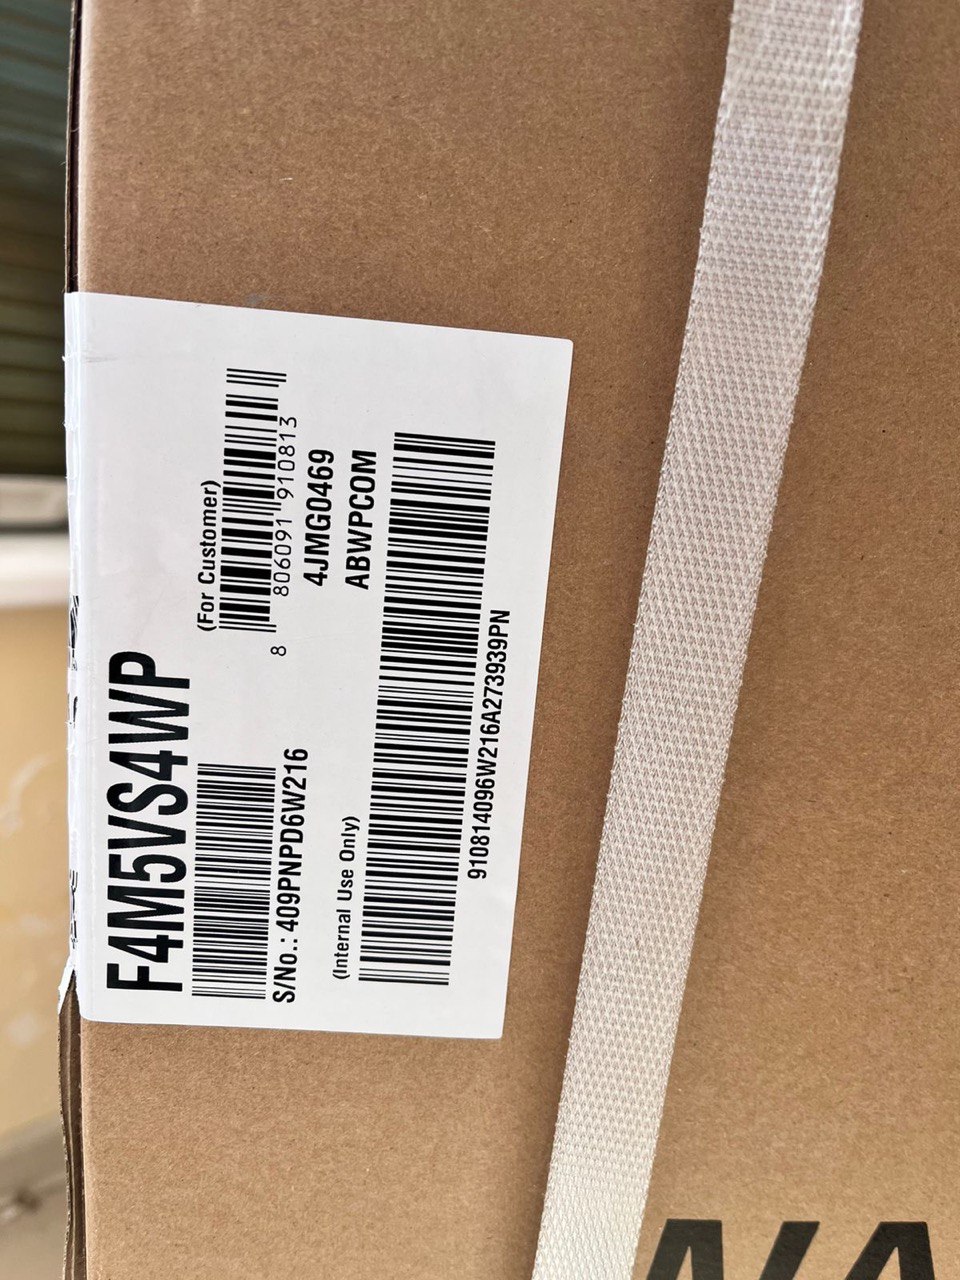 F4M5VS4WP
(For Customer)
S/No.: 409PNPD6W216
8 806091 910813
4JMG0469
ABWPCOM
(Internal Use Only)
910814096W216A273939PN